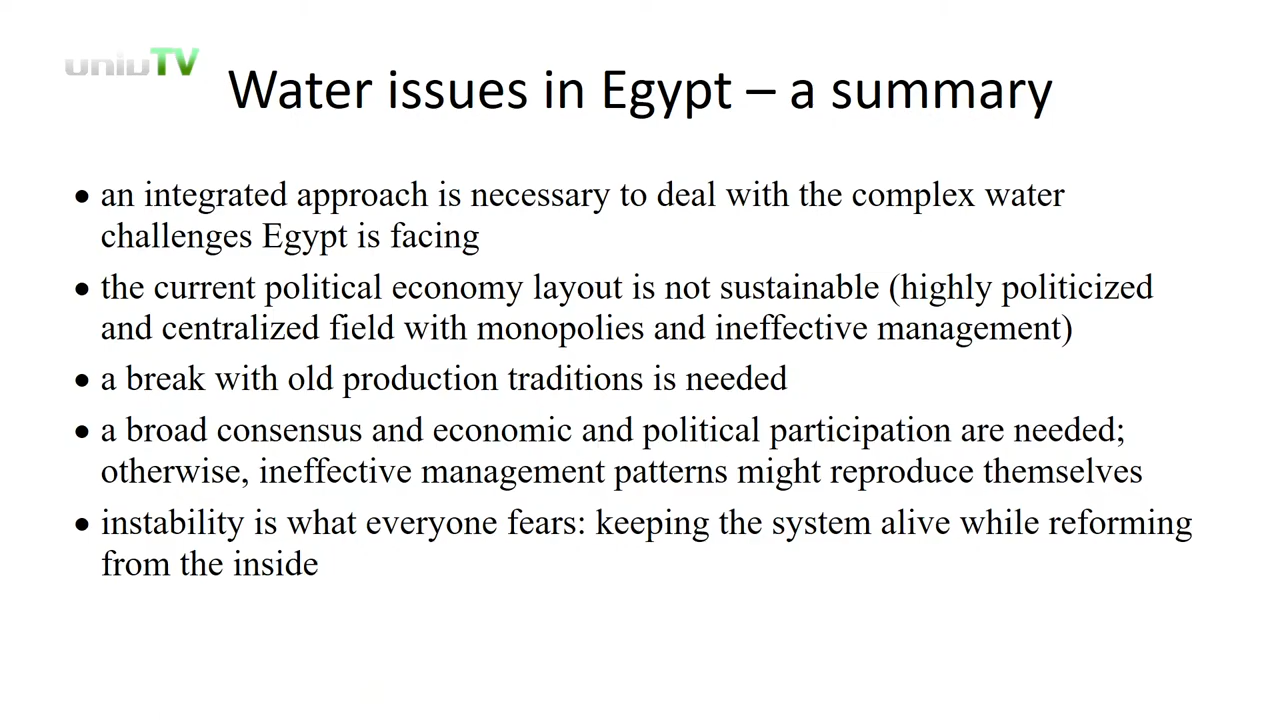 uniuTV
Water issues in Egypt – a summary
• an integrated approach is necessary to deal with the complex water
challenges Egypt is facing
• the current political economy layout is not sustainable (highly politicized
and centralized field with monopolies and ineffective management)
• a break with old production traditions is needed
• a broad consensus and economic and political participation are needed;
otherwise, ineffective management patterns might reproduce themselves
• instability is what everyone fears: keeping the system alive while reforming
from the inside